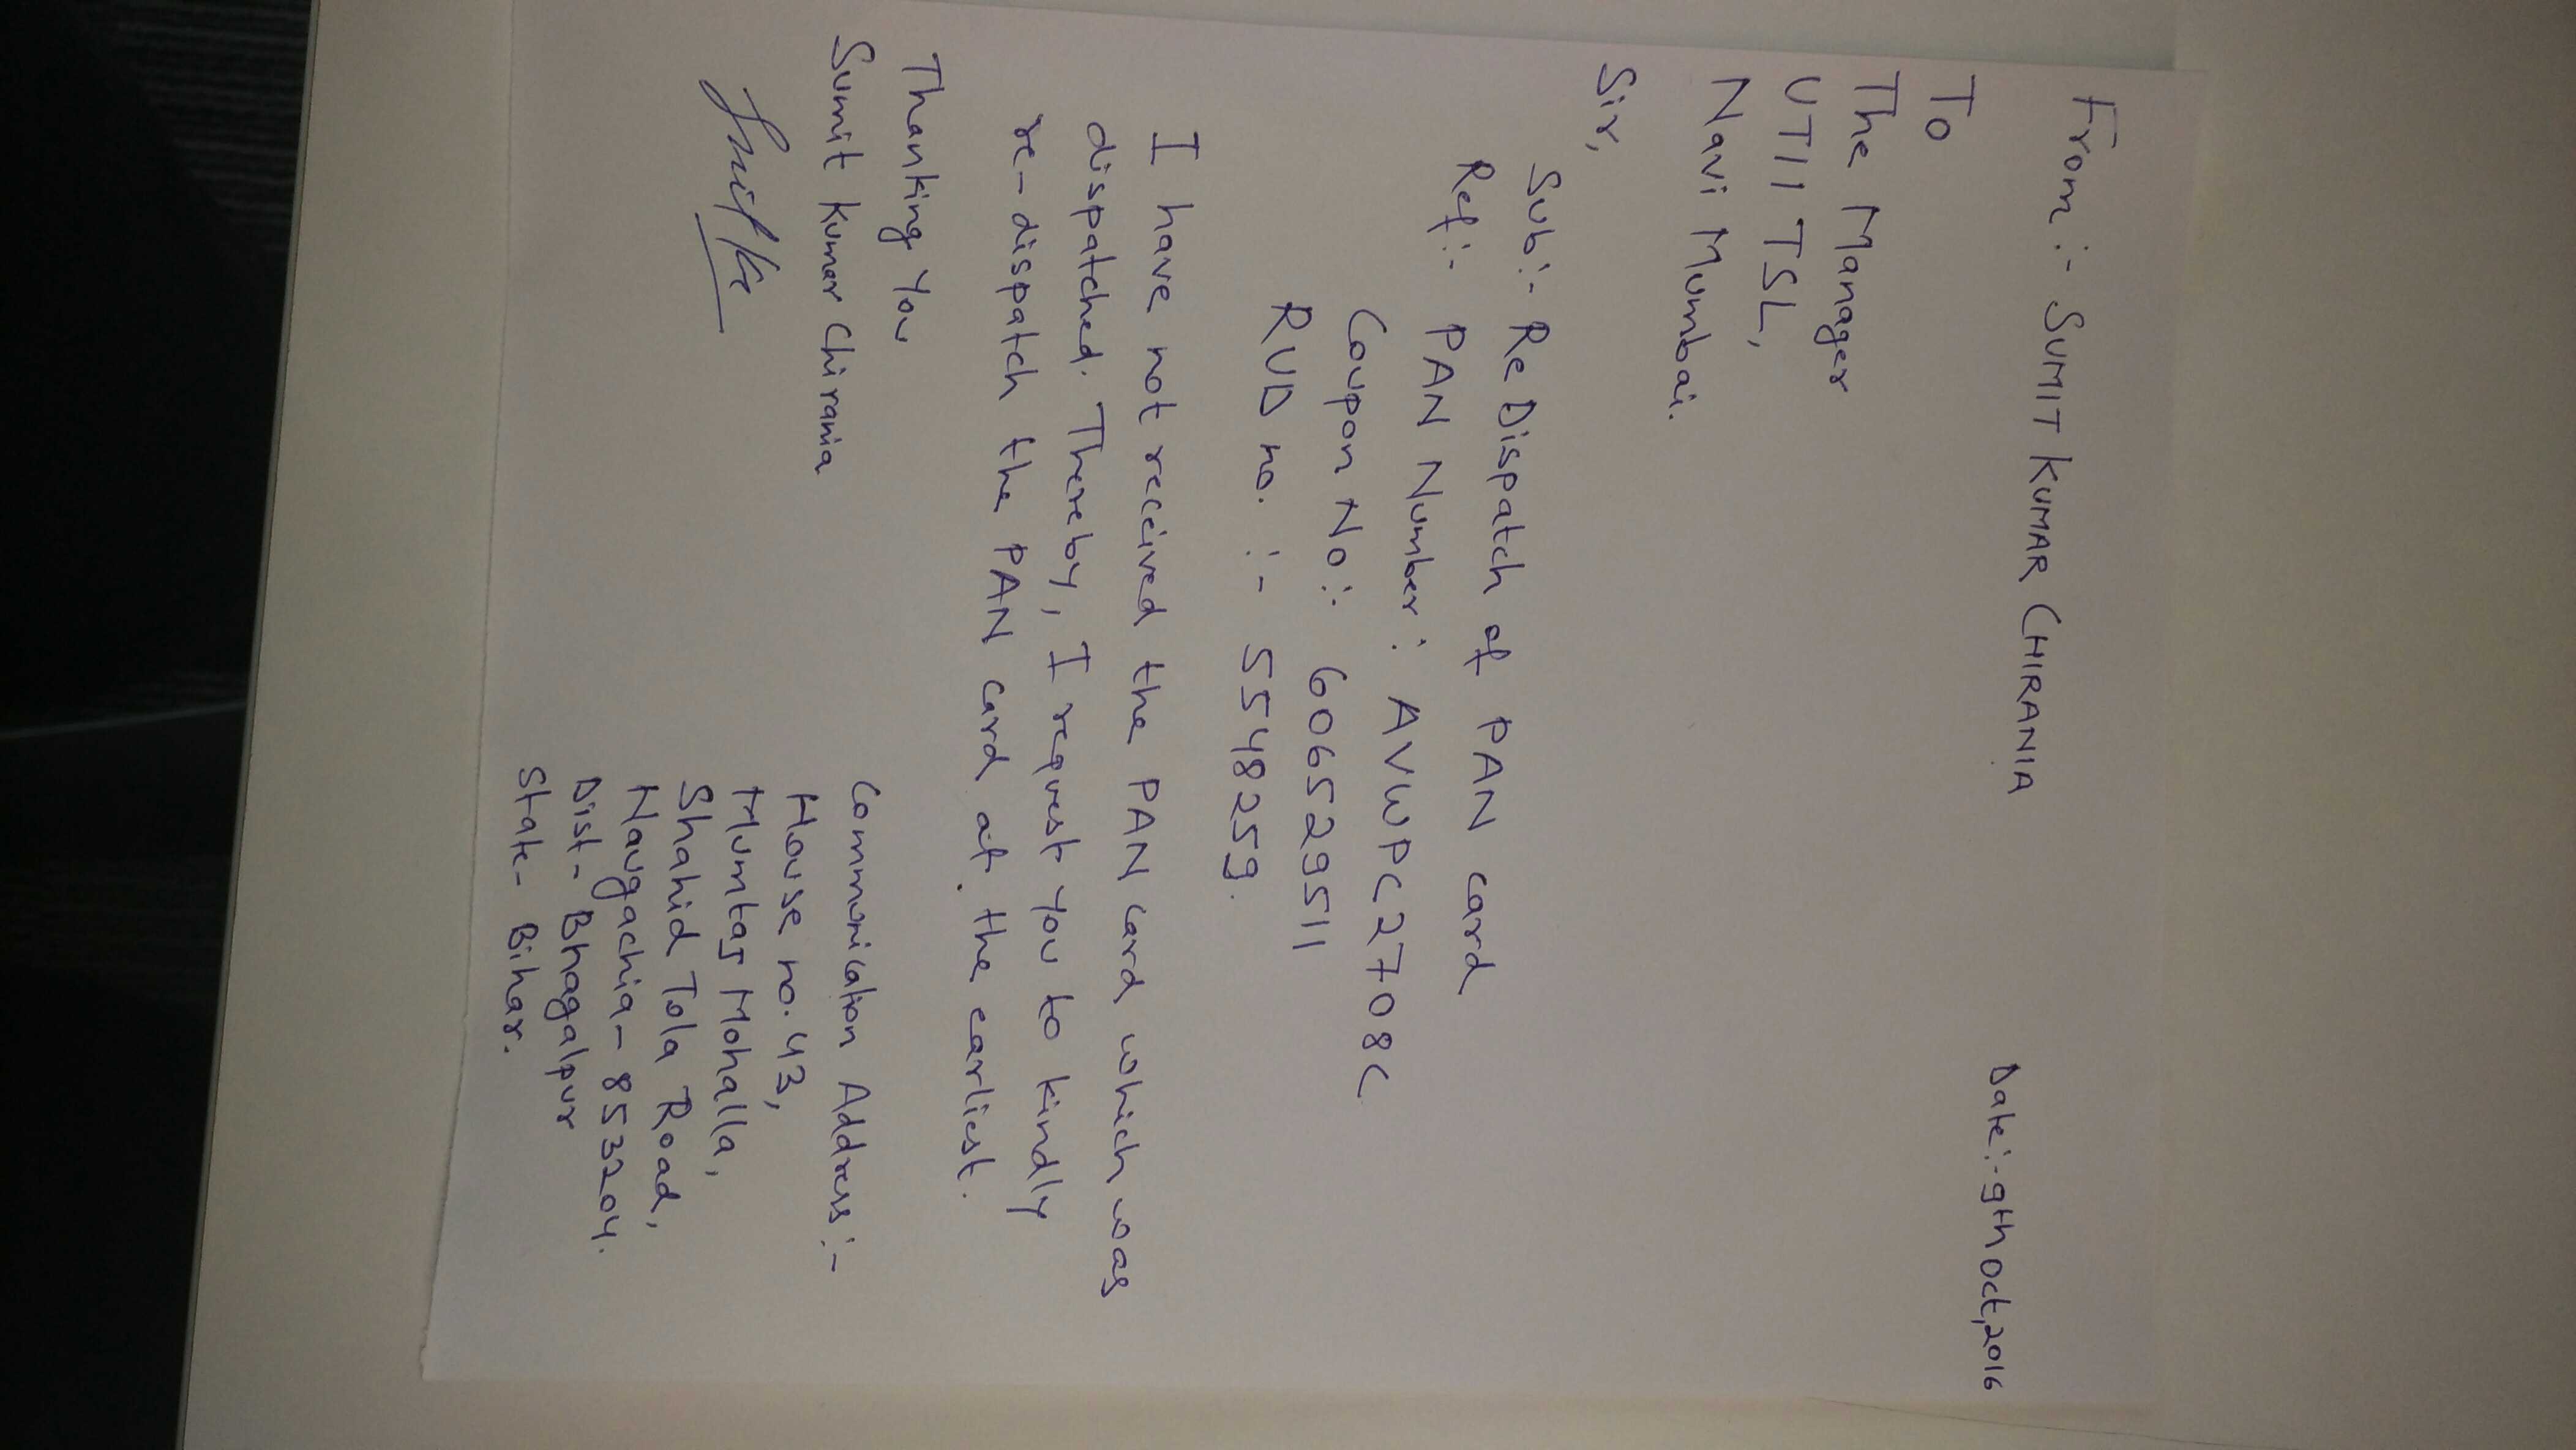 From :- SUMIT KUMAR CHIRANIA
Date:- 9th Oct, 2016
To
The Manager
UTII TSL,
Navi Mumbai.
Sir,
Sub:- Re Dispatch of PAN card
Ref:- PAN Number: AVWPC2708C
Coupon No:- 606529511
RUD no. :- 5548259.
I have not received the PAN card which was
dispatched. Thereby, I request you to kindly
re-dispatch the PAN card at the earliest.
Thanking You
Sumit Kumar Chirania
Communication Address:-
House no. 43,
Mumtas Mohalla,
Shahid Tola Road,
Naugachia - 853204.
Dist - Bhagalpur
State - Bihar.